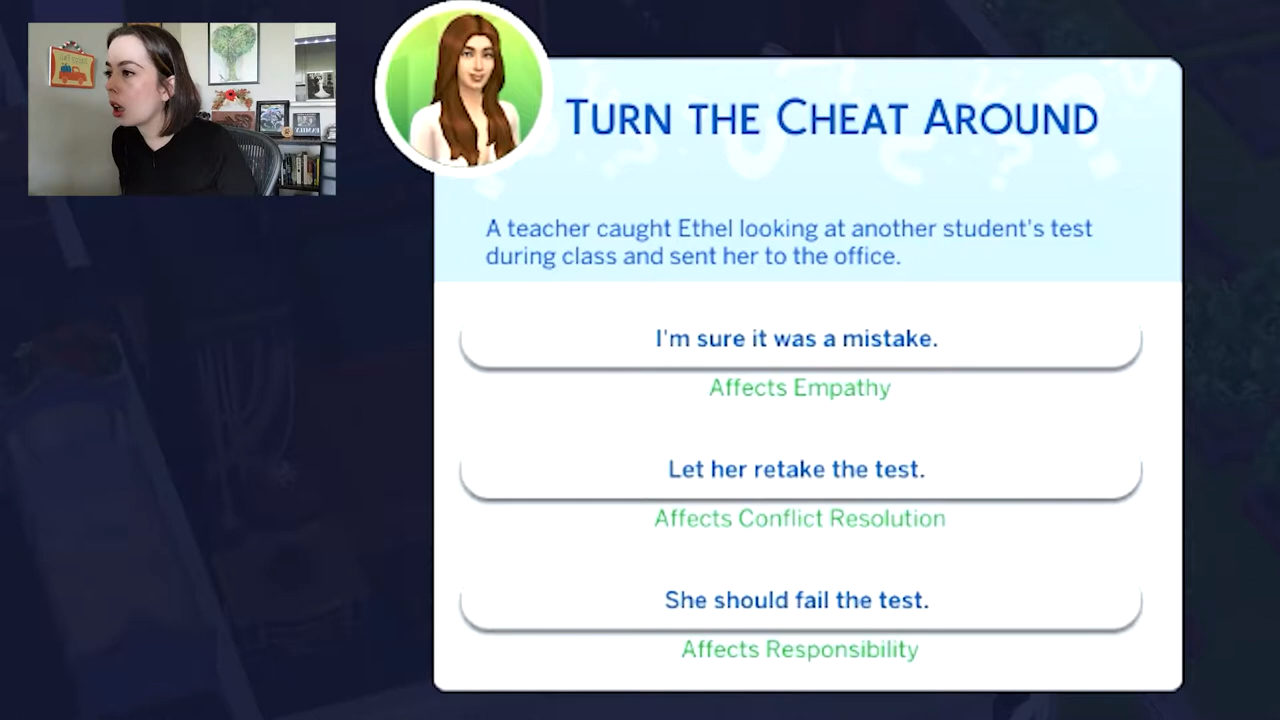 Turn the Cheat Around
A teacher caught Ethel looking at another student's test
during class and sent her to the office.
I'm sure it was a mistake.
Affects Empathy
Let her retake the test.
Affects Conflict Resolution
She should fail the test.
Affects Responsibility